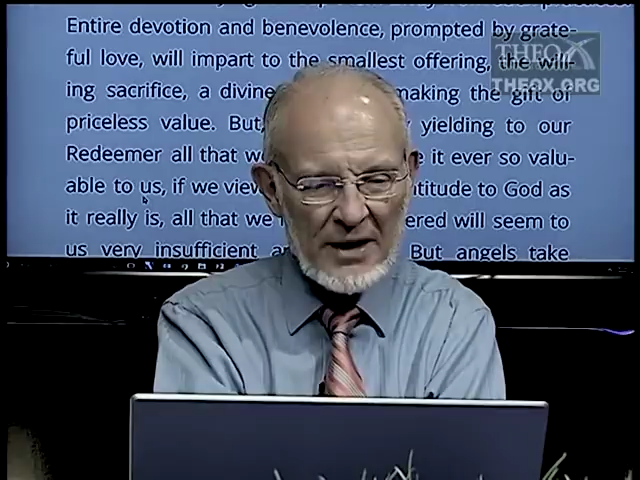 Entire devotion and benevolence, prompted by grate-
ful love, will impart to the smallest offering, the will-
ing sacrifice, a divine making the gift of
priceless value. But, yielding to our
Redeemer all that we it ever so valu-
able to us, if we view titude to God as
it really is, all that we ered will seem to
us very insufficient But angels take
THEOX
THEOX.ORG